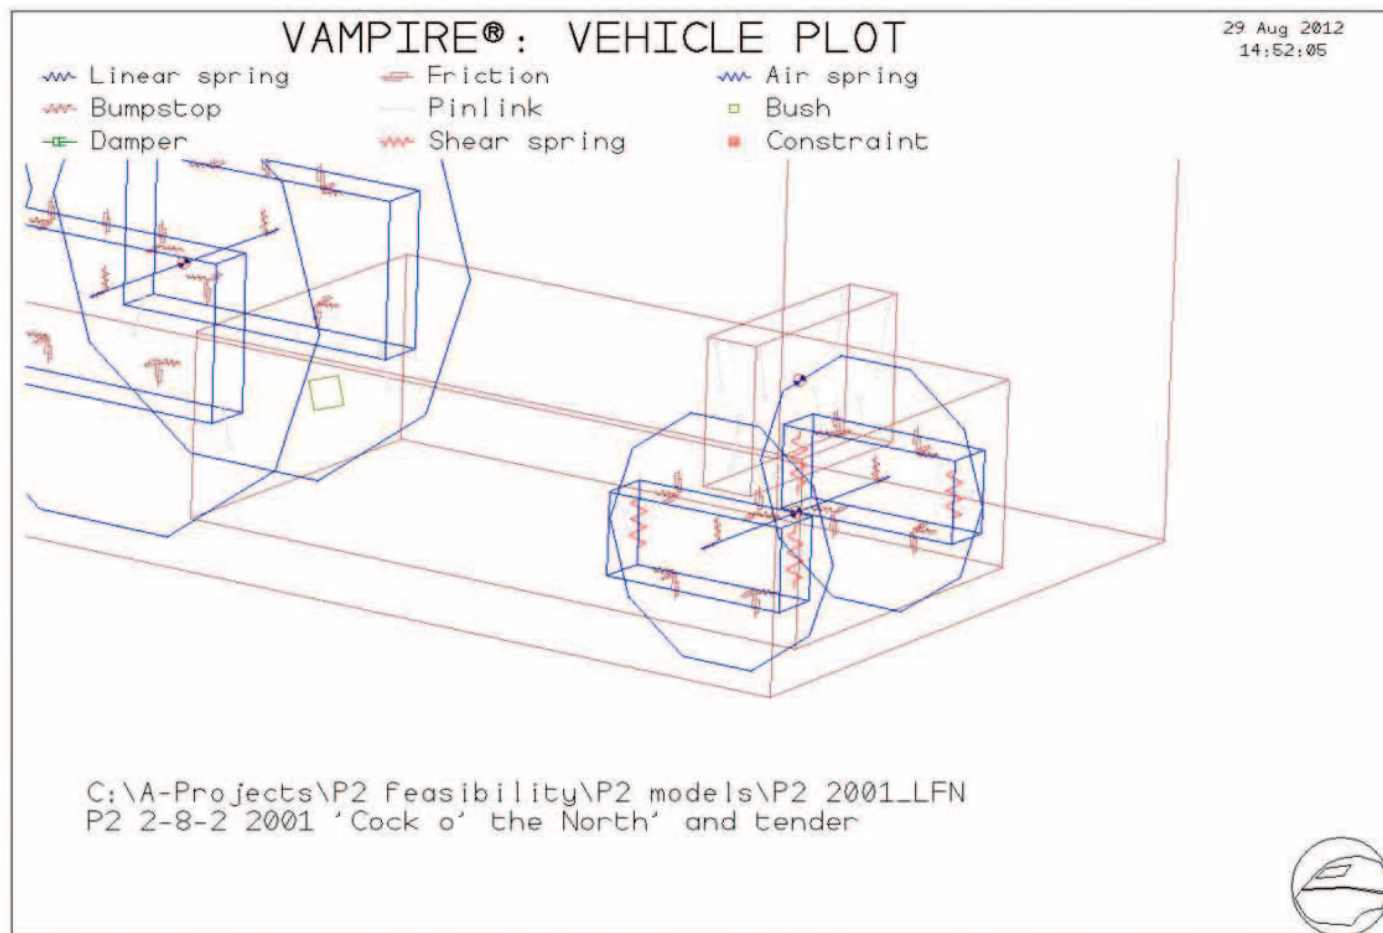 VAMPIRE®: VEHICLE PLOT
29 Aug 2012
14:52:05
Linear spring
Friction
Air spring
Bumpstop
Pinlink
Bush
Damper
Shear spring
Constraint
C:\A-Projects\P2 feasibility\P2 models\P2 2001_LFN
P2 2-8-2 2001 'Cock o' the North' and tender